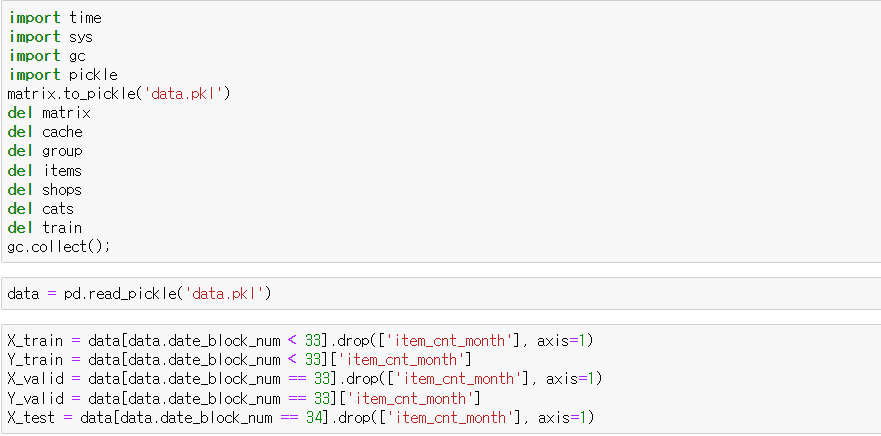 import time
import sys
import gc
import pickle
matrix.to_pickle('data.pkl')
del matrix
del cache
del group
del items
del shops
del cats
del train
gc.collect();
data = pd.read_pickle('data.pkl')
X_train = data[data.date_block_num < 33].drop(['item_cnt_month'], axis=1)
Y_train = data[data.date_block_num < 33]['item_cnt_month']
X_valid = data[data.date_block_num == 33].drop(['item_cnt_month'], axis=1)
Y_valid = data[data.date_block_num == 33]['item_cnt_month']
X_test = data[data.date_block_num == 34].drop(['item_cnt_month'], axis=1)